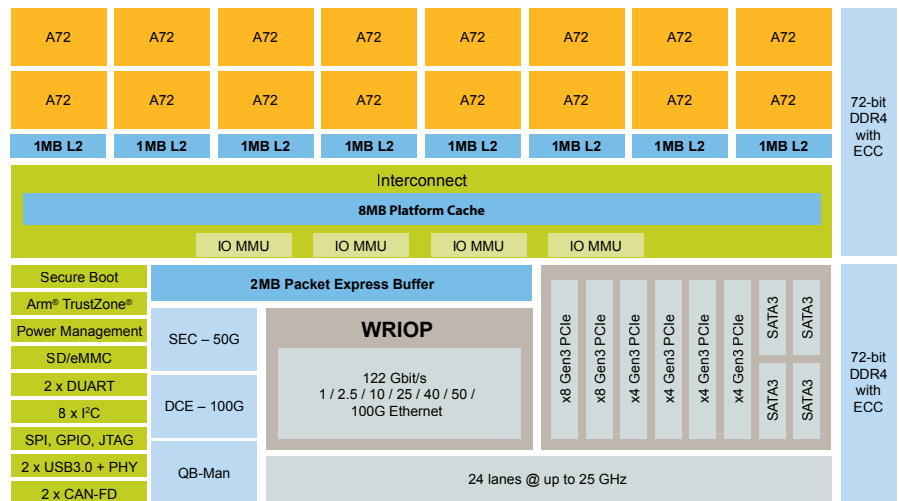 A72 A72 A72 A72 A72 A72 A72 A72
A72 A72 A72 A72 A72 A72 A72 A72
1MB L2 1MB L2 1MB L2 1MB L2 1MB L2 1MB L2 1MB L2 1MB L2
Interconnect
8MB Platform Cache
IO MMU IO MMU IO MMU IO MMU
72-bit
DDR4
with
ECC
Secure Boot
Arm® TrustZone®
Power Management
SD/eMMC
2 x DUART
8 x I²C
SPI, GPIO, JTAG
2 x USB3.0 + PHY
2 x CAN-FD
2MB Packet Express Buffer
SEC – 50G
DCE – 100G
QB-Man
WRIOP
122 Gbit/s
1 / 2.5 / 10 / 25 / 40 / 50 /
100G Ethernet
x8 Gen3 PCIe
x8 Gen3 PCIe
x4 Gen3 PCIe
x4 Gen3 PCIe
x4 Gen3 PCIe
x4 Gen3 PCIe
SATA3
SATA3
SATA3
SATA3
24 lanes @ up to 25 GHz
72-bit
DDR4
with
ECC